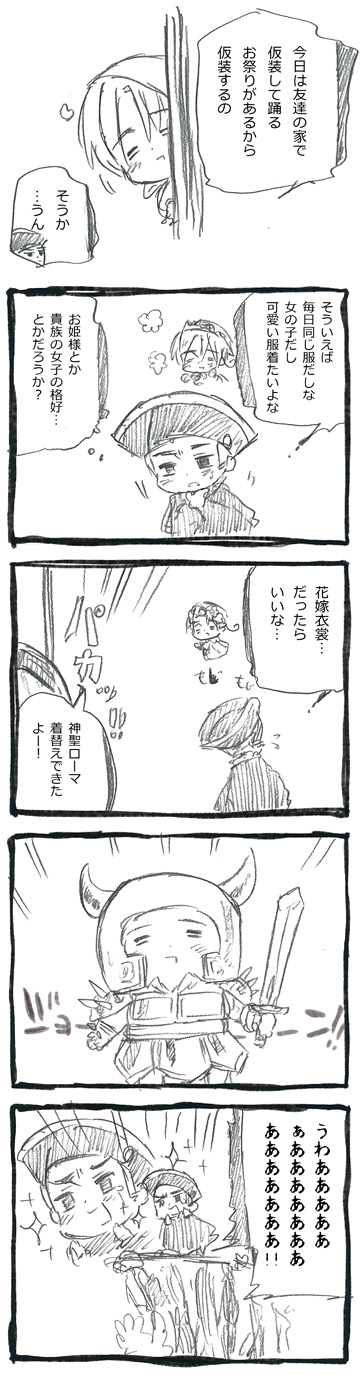 今日は友達の家で
仮装して踊る
お祭りがあるから
仮装するの
そうか
…うん
そういえば
毎日同じ服だしな
女の子だし
可愛い服着たいよな
お姫様とか
貴族の女子の格好…
とかだろうか?
花嫁衣裳…
だったら
いいな…
もじ
もじ
バカッ
神聖ローマ
着替えできた
よー!
ジョーーン!
うわああああああ
ぁああああああああ
ああああああああ!!